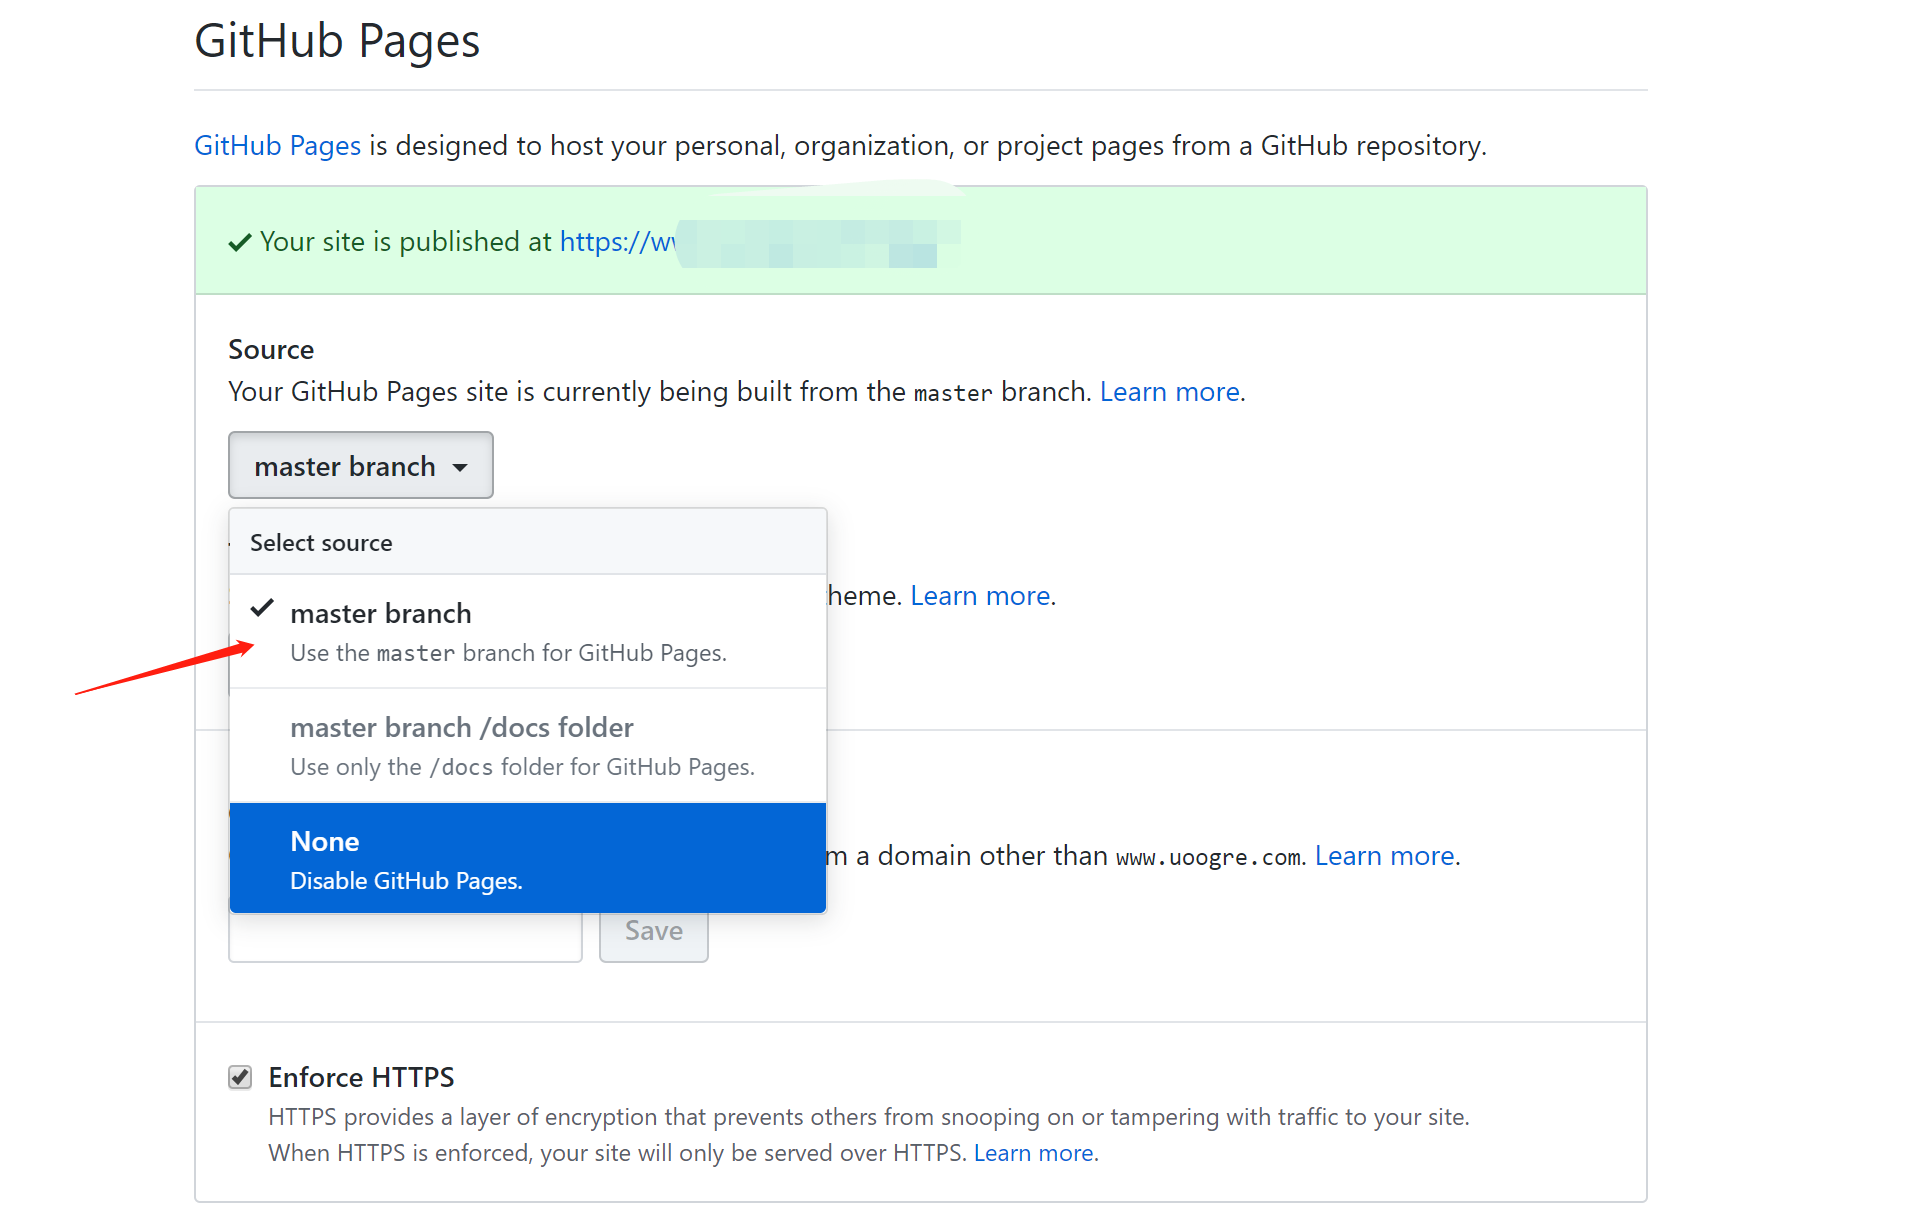 GitHub Pages
GitHub Pages is designed to host your personal, organization, or project pages from a GitHub repository.
Your site is published at https://w
Source
Your GitHub Pages site is currently being built from the master branch. Learn more.
master branch
Select source
master branch
heme. Learn more.
Use the master branch for GitHub Pages.
master branch /docs folder
Use only the /docs folder for GitHub Pages.
None
m a domain other than www.uoogre.com. Learn more.
Disable GitHub Pages.
Save
Enforce HTTPS
HTTPS provides a layer of encryption that prevents others from snooping on or tampering with traffic to your site.
When HTTPS is enforced, your site will only be served over HTTPS. Learn more.